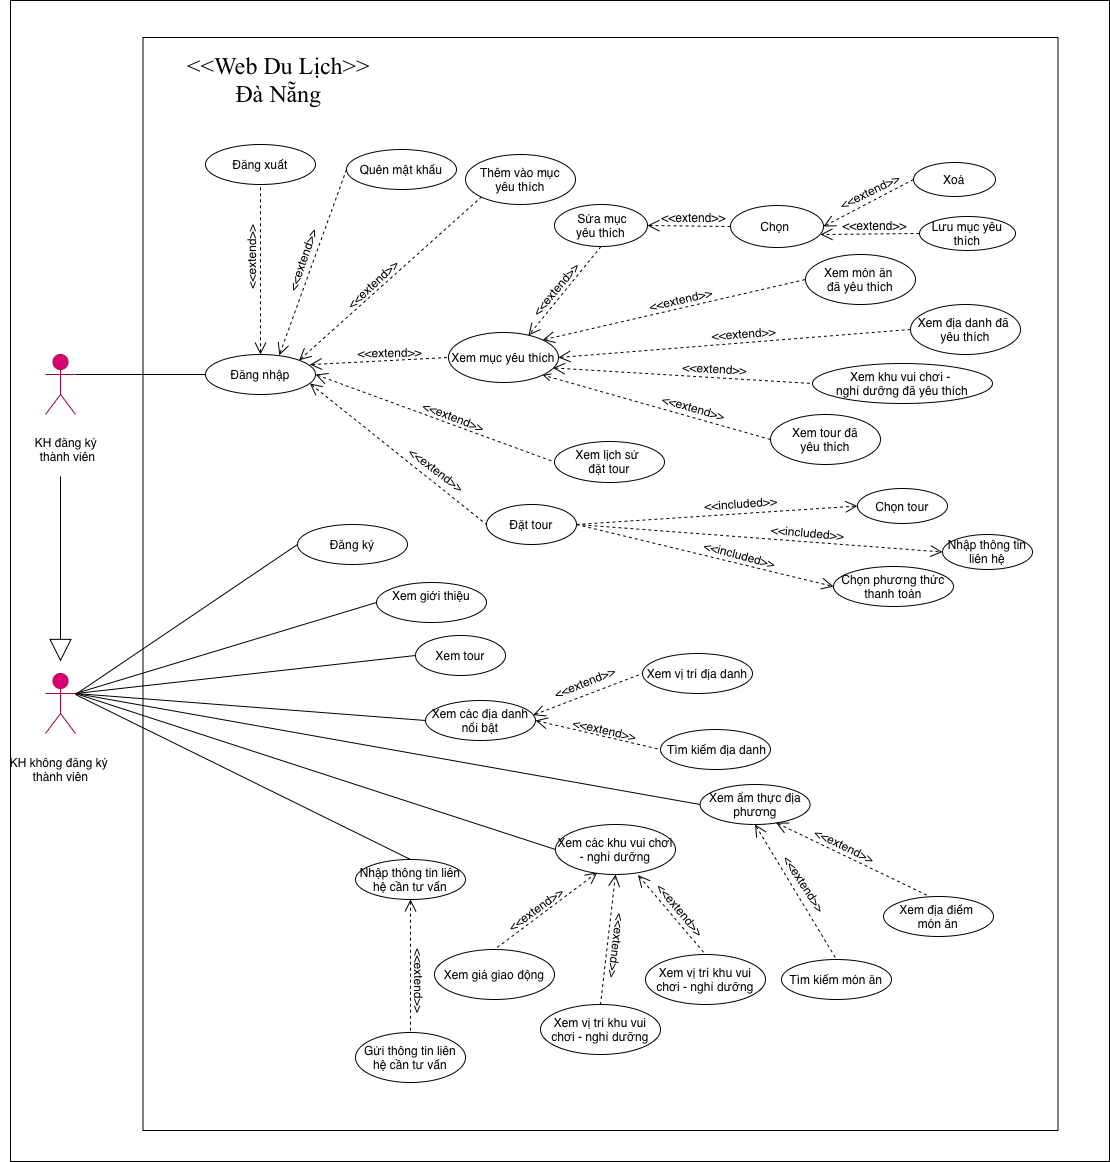 <<Web Du Lịch>>
Đà Nẵng
Đăng xuất
Quên mật khẩu
Thêm vào mục
yêu thích
Sửa mục
yêu thích
<<extend>>
Chọn
<<extend>>
Xoá
<<extend>>
Lưu mục yêu
thích
<<extend>>
<<extend>>
<<extend>>
<<extend>>
<<extend>>
Xem món ăn
đã yêu thích
<<extend>>
Xem địa danh đã
yêu thích
<<extend>>
Đăng nhập
<<extend>>
Xem mục yêu thích
<<extend>>
Xem khu vui chơi -
nghỉ dưỡng đã yêu thích
<<extend>>
Xem tour đã
yêu thích
KH đăng ký
thành viên
<<extend>>
Xem lịch sử
đặt tour
<<extend>>
Đặt tour
<<included>>
Chọn tour
<<included>>
Nhập thông tin
liên hệ
<<included>>
Chọn phương thức
thanh toán
Đăng ký
Xem giới thiệu
Xem tour
Xem các địa danh
nổi bật
<<extend>>
Xem vị trí địa danh
<<extend>>
Tìm kiếm địa danh
KH không đăng ký
thành viên
Xem ẩm thực địa
phương
Xem các khu vui chơi
- nghỉ dưỡng
<<extend>>
Nhập thông tin liên
hệ cần tư vấn
<<extend>>
<<extend>>
<<extend>>
<<extend>>
Xem địa điểm
món ăn
<<extend>>
Xem giá giao động
Xem vị trí khu vui
chơi - nghỉ dưỡng
Tìm kiếm món ăn
Xem vị trí khu vui
chơi - nghỉ dưỡng
Gửi thông tin liên
hệ cần tư vấn